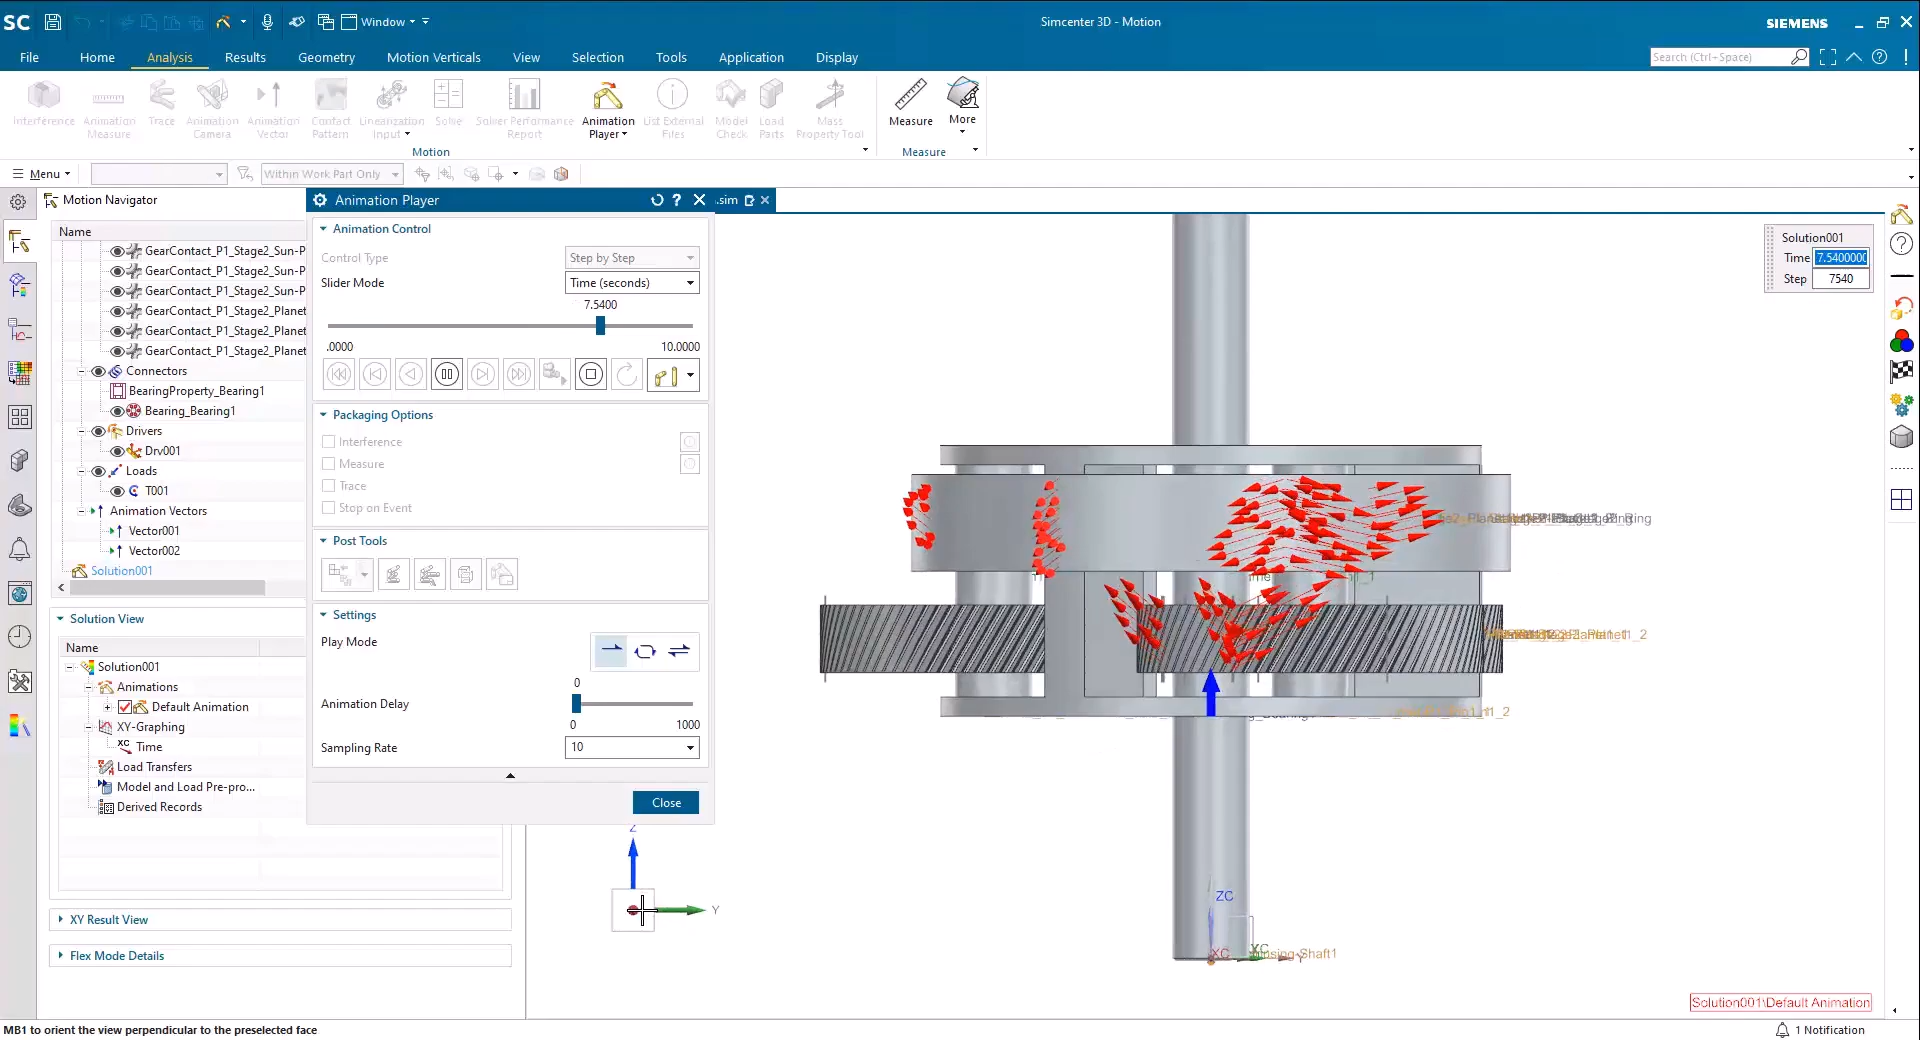 SC
Window
Simcenter 3D - Motion
SIEMENS
File
Home
Analysis
Results
Geometry
Motion Verticals
View
Selection
Tools
Application
Display
Search (Ctrl+Space)
Interference
Animation Measure
Trace
Animation Camera
Animation Vector
Contact Pattern
Linearization Input
Solve
Solver Performance Report
Animation Player
List External Files
Model Check
Load Parts
Mass Property Tool
Measure
More
Motion
Measure
Menu
Within Work Part Only
Motion Navigator
Animation Player
.sim
Name
GearContact_P1_Stage2_Sun-P
GearContact_P1_Stage2_Sun-P
GearContact_P1_Stage2_Sun-P
GearContact_P1_Stage2_Planet
GearContact_P1_Stage2_Planet
GearContact_P1_Stage2_Planet
Connectors
BearingProperty_Bearing1
Bearing_Bearing1
Drivers
Drv001
Loads
T001
Animation Vectors
Vector001
Vector002
Solution001
Solution View
Name
Solution001
Animations
Default Animation
XY-Graphing
XC
Time
Load Transfers
Model and Load Pre-pro...
Derived Records
XY Result View
Flex Mode Details
Animation Control
Control Type
Step by Step
Slider Mode
Time (seconds)
7.5400
.0000
10.0000
Packaging Options
Interference
Measure
Trace
Stop on Event
Post Tools
Settings
Play Mode
0
Animation Delay
0
1000
Sampling Rate
10
Close
Z
Y
Solution001
Time 7.5400000
Step 7540
ZC
XC
XC
Y
Shaft1
Solution001\Default Animation
MB1 to orient the view perpendicular to the preselected face
1 Notification